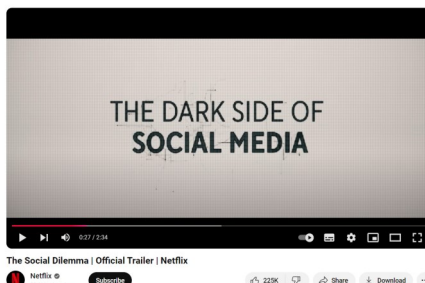 THE DARK SIDE OF
SOCIAL MEDIA
0:27 / 2:34
The Social Dilemma | Official Trailer | Netflix
N Netflix
Subscribe
225K
Share
Download